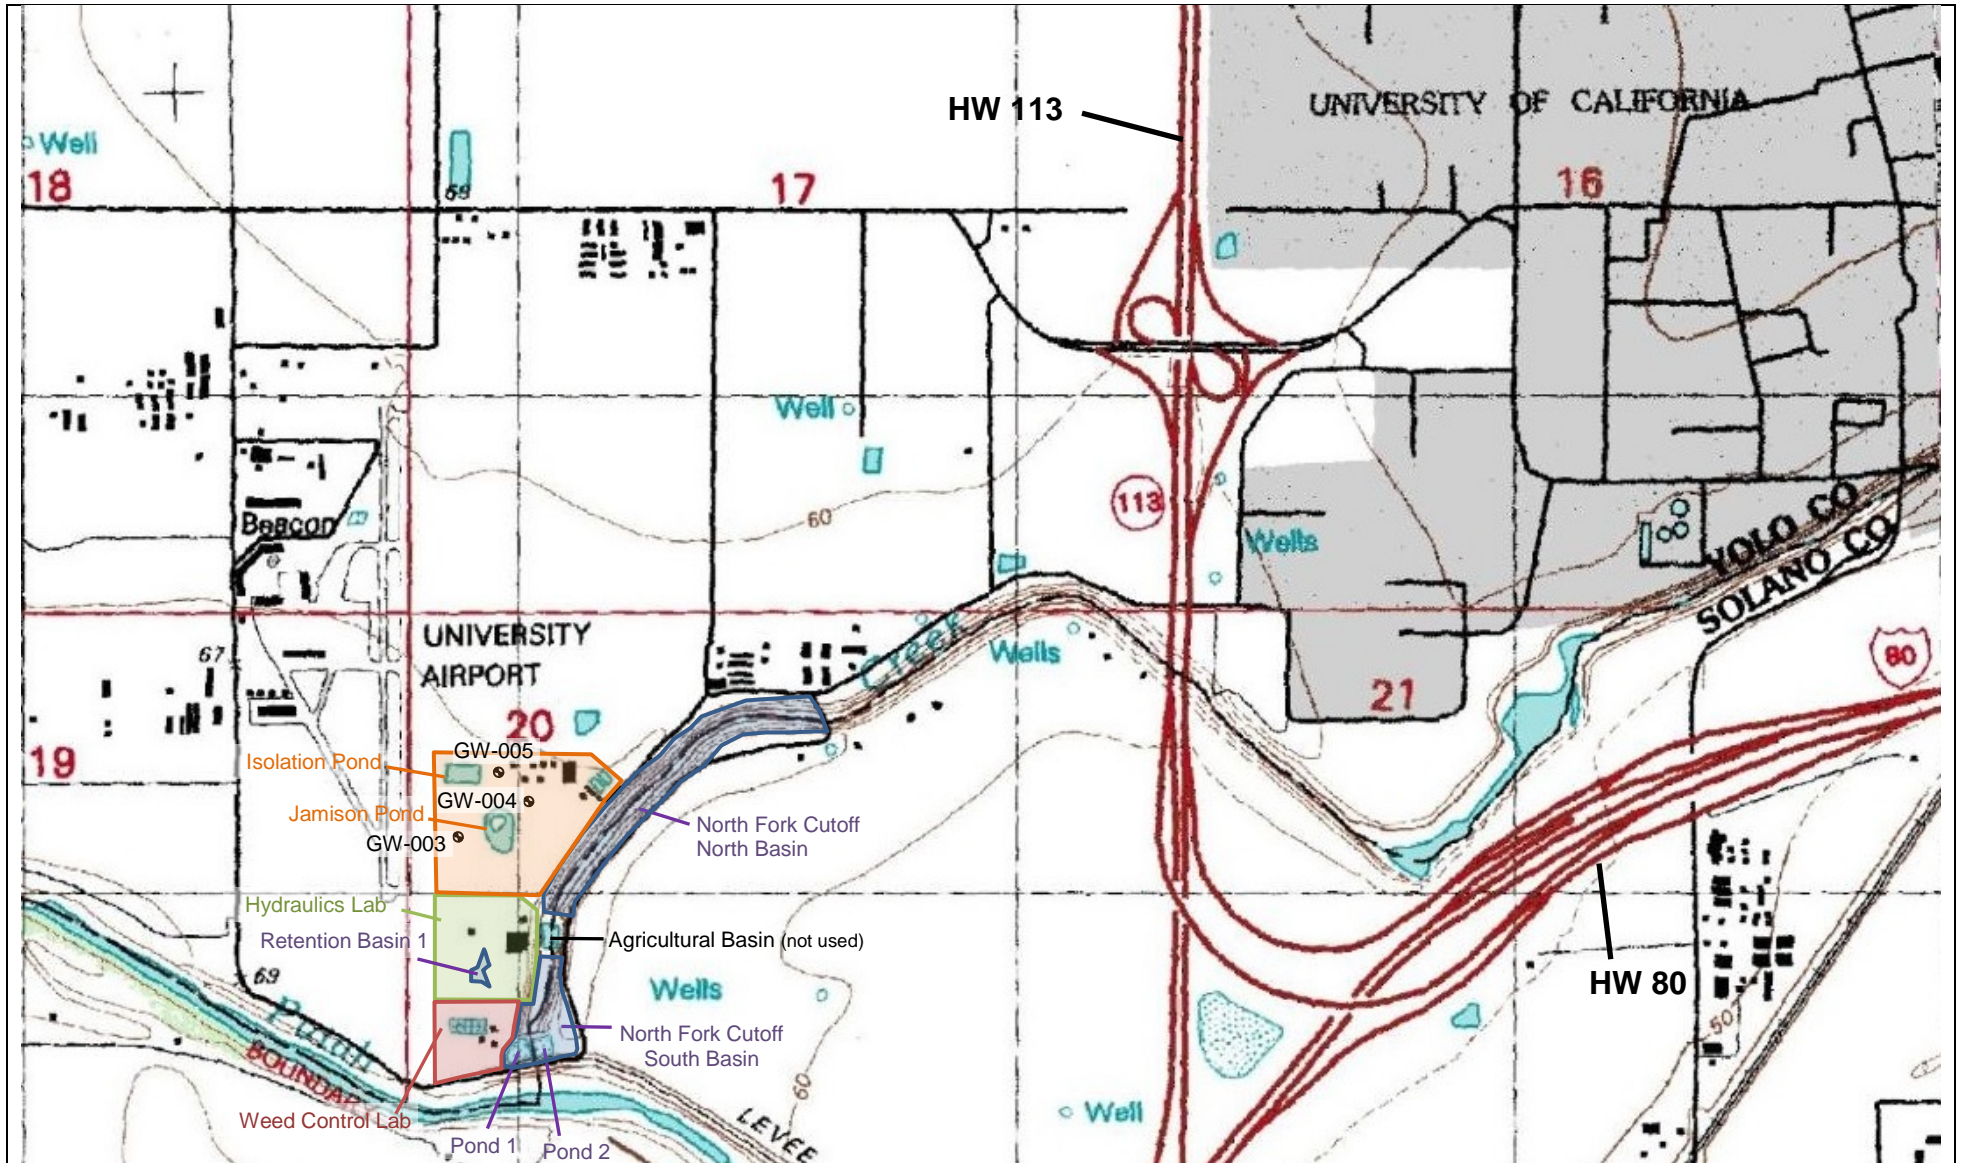 HW 113
UNIVERSITY OF CALIFORNIA
Well
18
68
17
16
Well
60
113
Beacon
Wells
YOLO CO
SOLANO CO
UNIVERSITY
AIRPORT
Creek
Wells
67
80
21
20
19
GW-005
Isolation Pond
GW-004
Jamison Pond
GW-003
North Fork Cutoff
North Basin
Hydraulics Lab
Retention Basin 1
Agricultural Basin (not used)
69
HW 80
Wells
Putah
50
North Fork Cutoff
South Basin
BOUNDARY
60
Weed Control Lab
Well
LEVEE
Pond 1
Pond 2